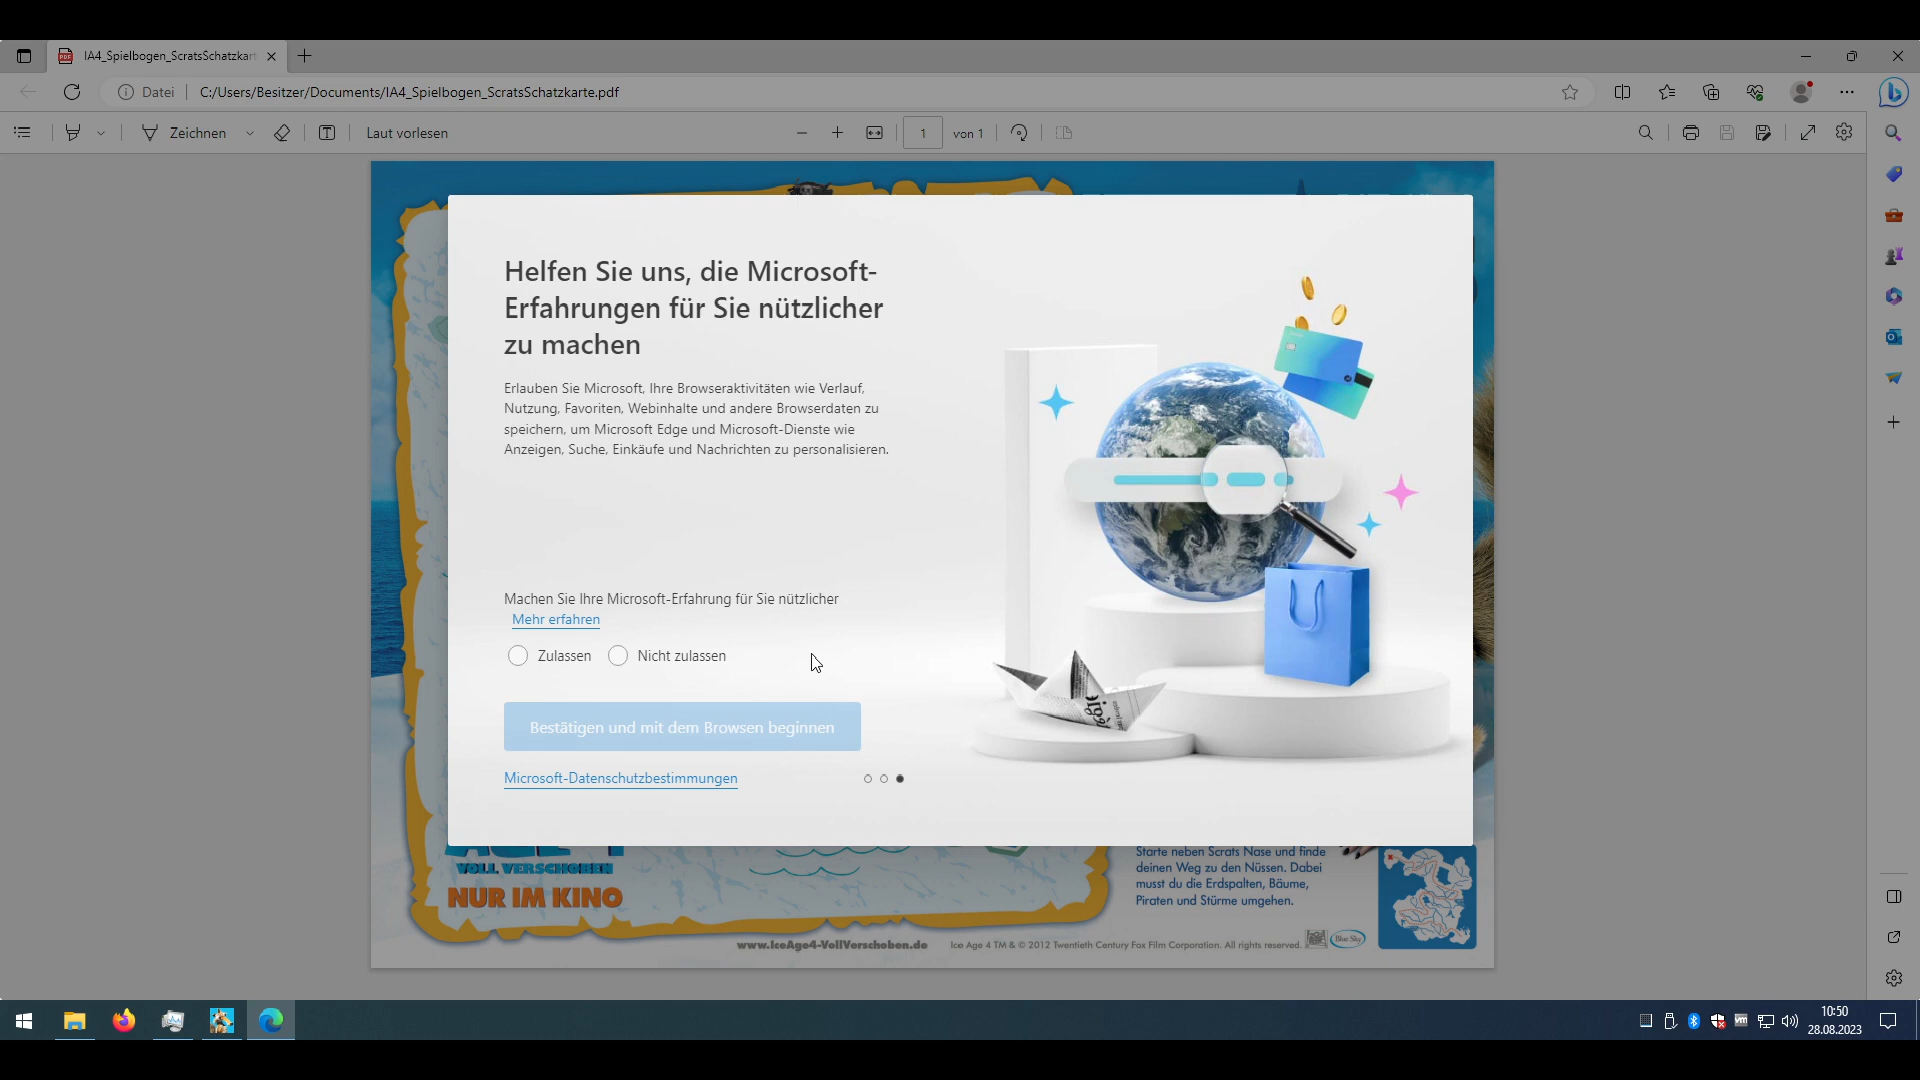 IA4_Spielbogen_ScratsSchatzkar
Datei
C:/Users/Besitzer/Documents/IA4_Spielbogen_ScratsSchatzkarte.pdf
Zeichnen
Laut vorlesen
1
von 1
Helfen Sie uns, die Microsoft-
Erfahrungen für Sie nützlicher
zu machen
Erlauben Sie Microsoft, Ihre Browseraktivitäten wie Verlauf,
Nutzung, Favoriten, Webinhalte und andere Browserdaten zu
speichern, um Microsoft Edge und Microsoft-Dienste wie
Anzeigen, Suche, Einkäufe und Nachrichten zu personalisieren.
Machen Sie Ihre Microsoft-Erfahrung für Sie nützlicher
Mehr erfahren
Zulassen
Nicht zulassen
Bestätigen und mit dem Browsen beginnen
Microsoft-Datenschutzbestimmungen
VOLL VERSCHOBEN
NUR IM KINO
Starte neben Scrats Nase und finde
deinen Weg zu den Nüssen. Dabei
musst du die Erdspalten, Bäume,
Piraten und Stürme umgehen.
www.IceAge4-VollVerschoben.de
Ice Age 4 TM & © 2012 Twentieth Century Fox Film Corporation. All rights reserved.
Blue Sky
10:50
28.08.2023